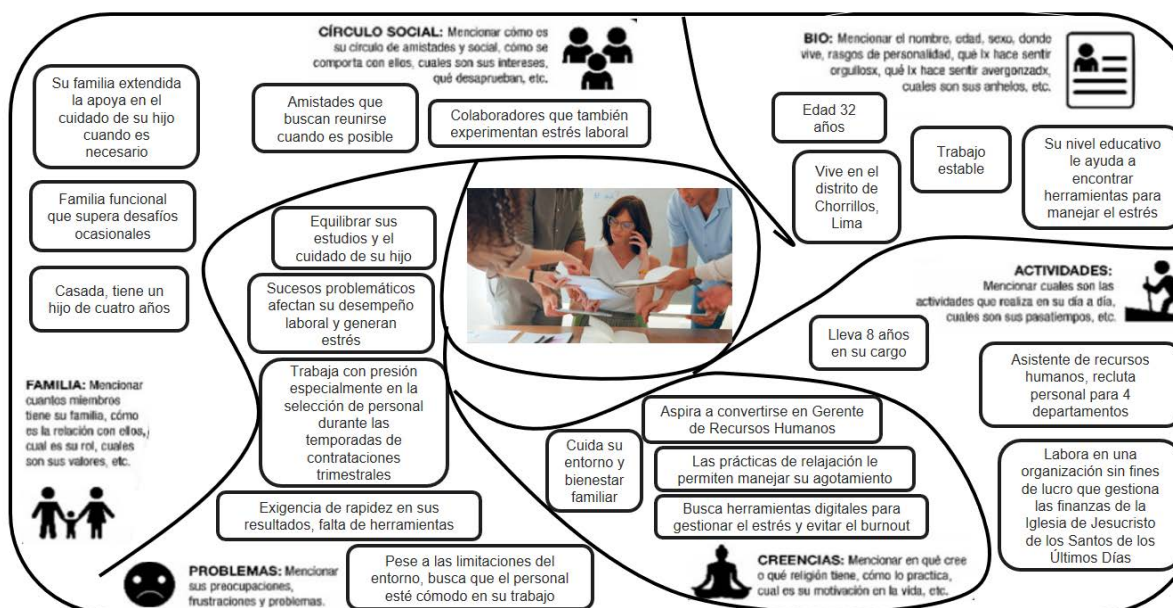 CÍRCULO SOCIAL: Mencionar cómo es
su círculo de amistades y social, cómo se
comporta con ellos, cuales son sus intereses,
qué desaprueban, etc.
Amistades que
buscan reunirse
cuando es posible
Colaboradores que también
experimentan estrés laboral
BIO: Mencionar el nombre, edad, sexo, donde
vive, rasgos de personalidad, qué lx hace sentir
orgullosx, qué lx hace sentir avergonzadx,
cuales son sus anhelos, etc.
Edad 32
años
Vive en el
distrito de
Chorrillos,
Lima
Trabajo
estable
Su nivel educativo
le ayuda a
encontrar
herramientas para
manejar el estrés
Su familia extendida
la apoya en el
cuidado de su hijo
cuando es
necesario
Familia funcional
que supera desafíos
ocasionales
Casada, tiene un
hijo de cuatro años
FAMILIA: Mencionar
cuantos miembros
tiene su familia, cómo
es la relación con ellos,
cual es su rol, cuales
son sus valores, etc.
Equilibrar sus
estudios y el
cuidado de su hijo
Sucesos problemáticos
afectan su desempeño
laboral y generan
estrés
Trabaja con presión
especialmente en la
selección de personal
durante las
temporadas de
contrataciones
trimestrales
Exigencia de rapidez en sus
resultados, falta de herramientas
Pese a las limitaciones del
entorno, busca que el personal
esté cómodo en su trabajo
PROBLEMAS: Mencionar
sus preocupaciones,
frustraciones y problemas.
ACTIVIDADES:
Mencionar cuales son las
actividades que realiza en su día a día,
cuales son sus pasatiempos, etc.
Lleva 8 años
en su cargo
Asistente de recursos
humanos, recluta
personal para 4
departamentos
Labora en una
organización sin fines
de lucro que gestiona
las finanzas de la
Iglesia de Jesucristo
de los Santos de los
Últimos Días
Aspira a convertirse en Gerente
de Recursos Humanos
Cuida su
entorno y
bienestar
familiar
Las prácticas de relajación le
permiten manejar su agotamiento
Busca herramientas digitales para
gestionar el estrés y evitar el burnout
CREENCIAS: Mencionar en qué cree
o qué religión tiene, cómo lo practica,
cual es su motivación en la vida, etc.